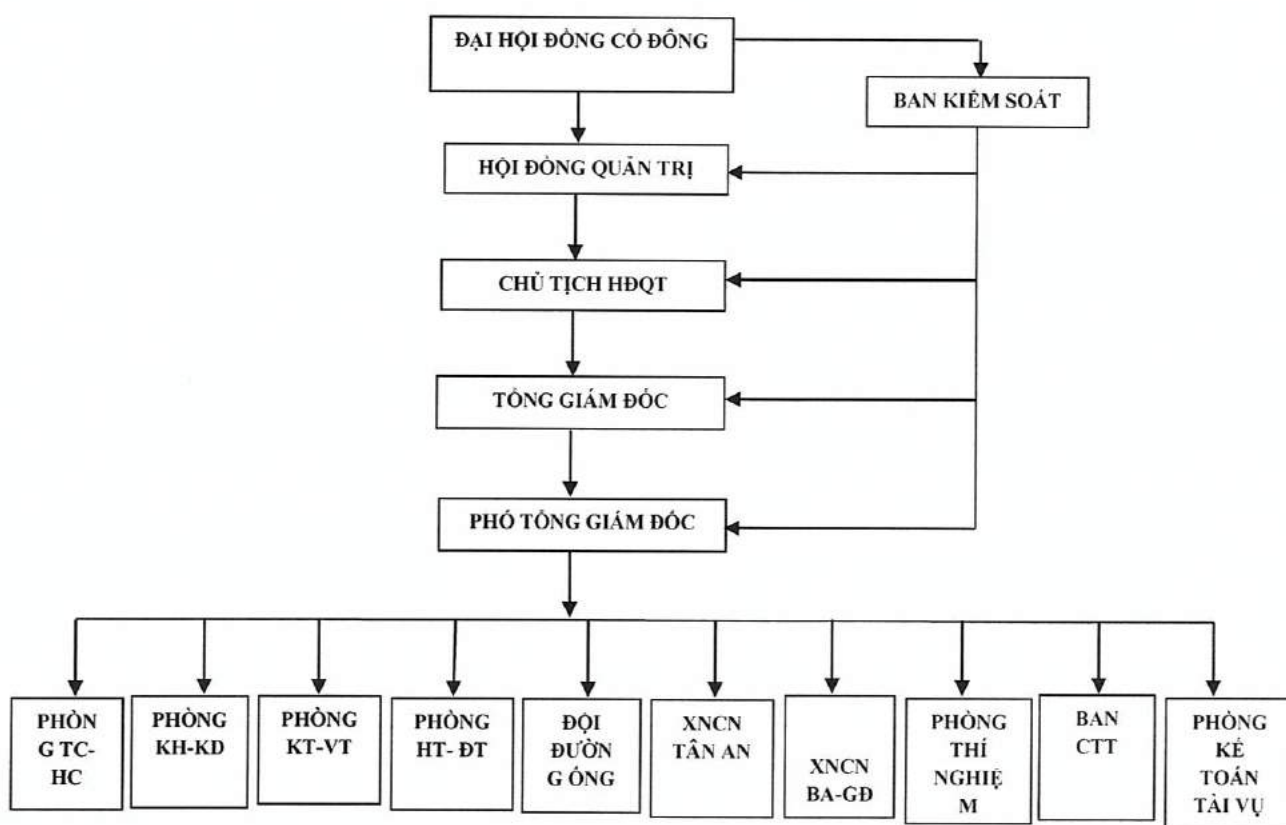 ĐẠI HỘI ĐỒNG CỔ ĐÔNG
BAN KIỂM SOÁT
HỘI ĐỒNG QUẢN TRỊ
CHỦ TỊCH HĐQT
TỔNG GIÁM ĐỐC
PHÓ TỔNG GIÁM ĐỐC
PHÒN
G TC-
HC
PHÒNG
KH-KD
PHÒNG
KT-VT
PHÒNG
HT- ĐT
ĐỘI
ĐƯỜN
G ỐNG
XNCN
TÂN AN
XNCN
BA-GĐ
PHÒNG
THÍ
NGHIỆ
M
BAN
CTT
PHÒNG
KẾ
TOÁN
TÀI VỤ